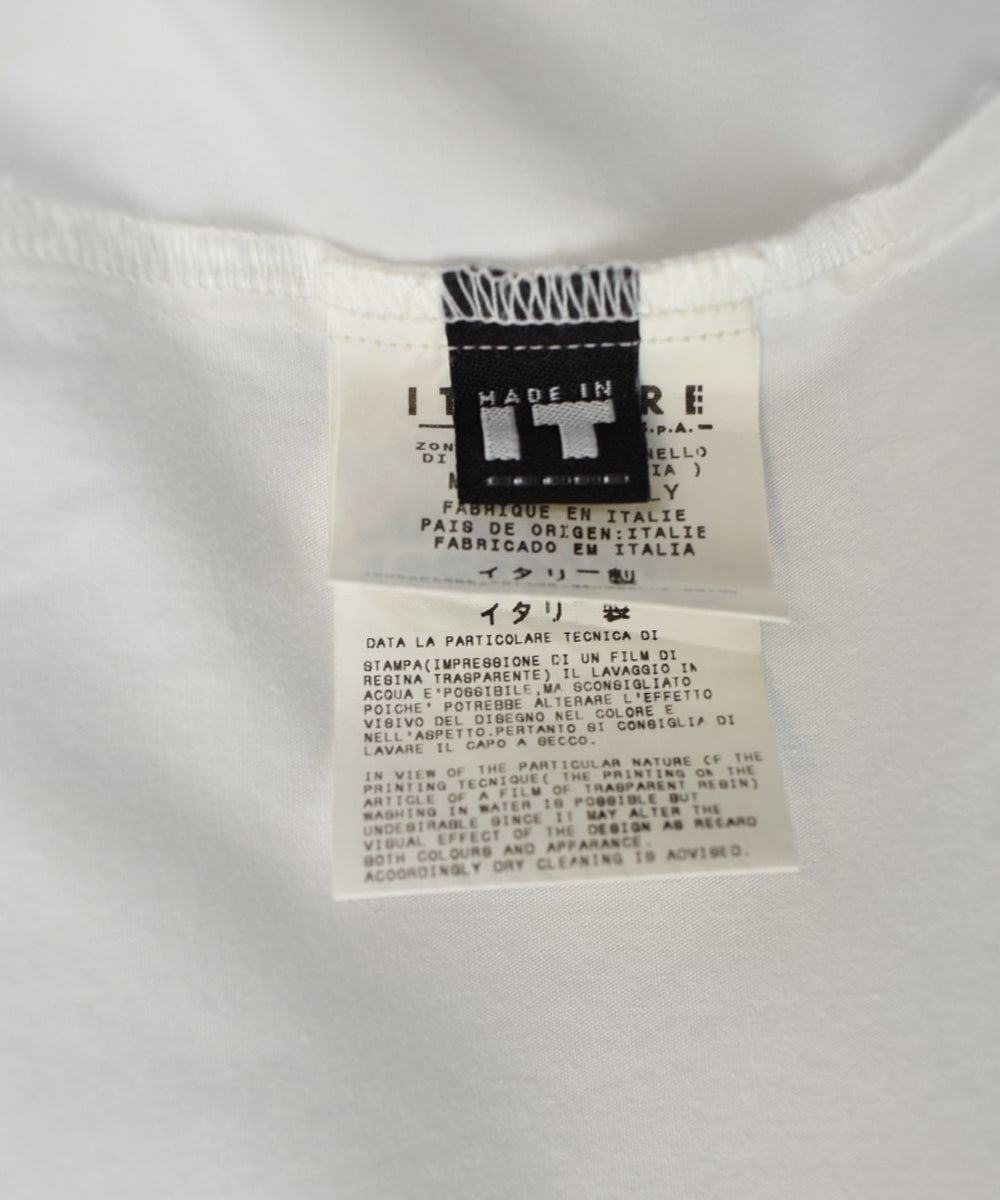 MADE IN
IT
IT RE
S.p.A.
ZON NELLO
DI IA )
M LY
FABRIQUE EN ITALIE
PAIS DE ORIGEN:ITALIE
FABRICADO EM ITALIA
イタリー製
イタリ 製
DATA LA PARTICOLARE TECNICA DI
STAMPA(IMPRESSIONE DI UN FILM DI
RESINA TRASPARENTE) IL LAVAGGIO IN
ACQUA E'POSSIBILE,MA SCONSIGLIATO
POICHE' POTREBBE ALTERARE L'EFFETTO
VISIVO DEL DISEGNO NEL COLORE E
NELL'ASPETTO.PERTANTO SI CONSIGLIA DI
LAVARE IL CAPO A SECCO.
IN VIEW OF THE PARTICULAR NATURE OF THE
PRINTING TECNIQUE( THE PRINTING ON THE
ARTICLE OF A FILM OF TRASPARENT RESIN)
WASHING IN WATER IS POSSIBLE BUT
UNDESIRABLE SINCE IT MAY ALTER THE
VISUAL EFFECT OF THE DESIGN AS REGARD
BOTH COLOURS AND APPARANCE.
ACOORDINGLY DRY CLEANING IS ADVISED.